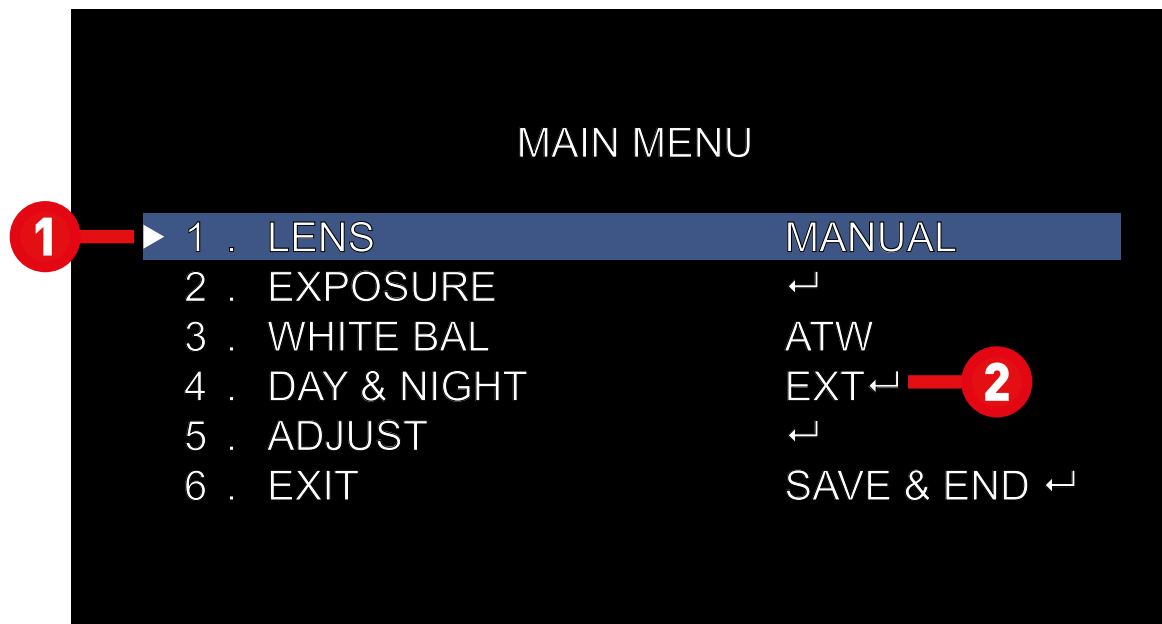 MAIN MENU
1 1 . LENS MANUAL
2 . EXPOSURE ↵
3 . WHITE BAL ATW
4 . DAY & NIGHT EXT↵ 2
5 . ADJUST ↵
6 . EXIT SAVE & END ↵